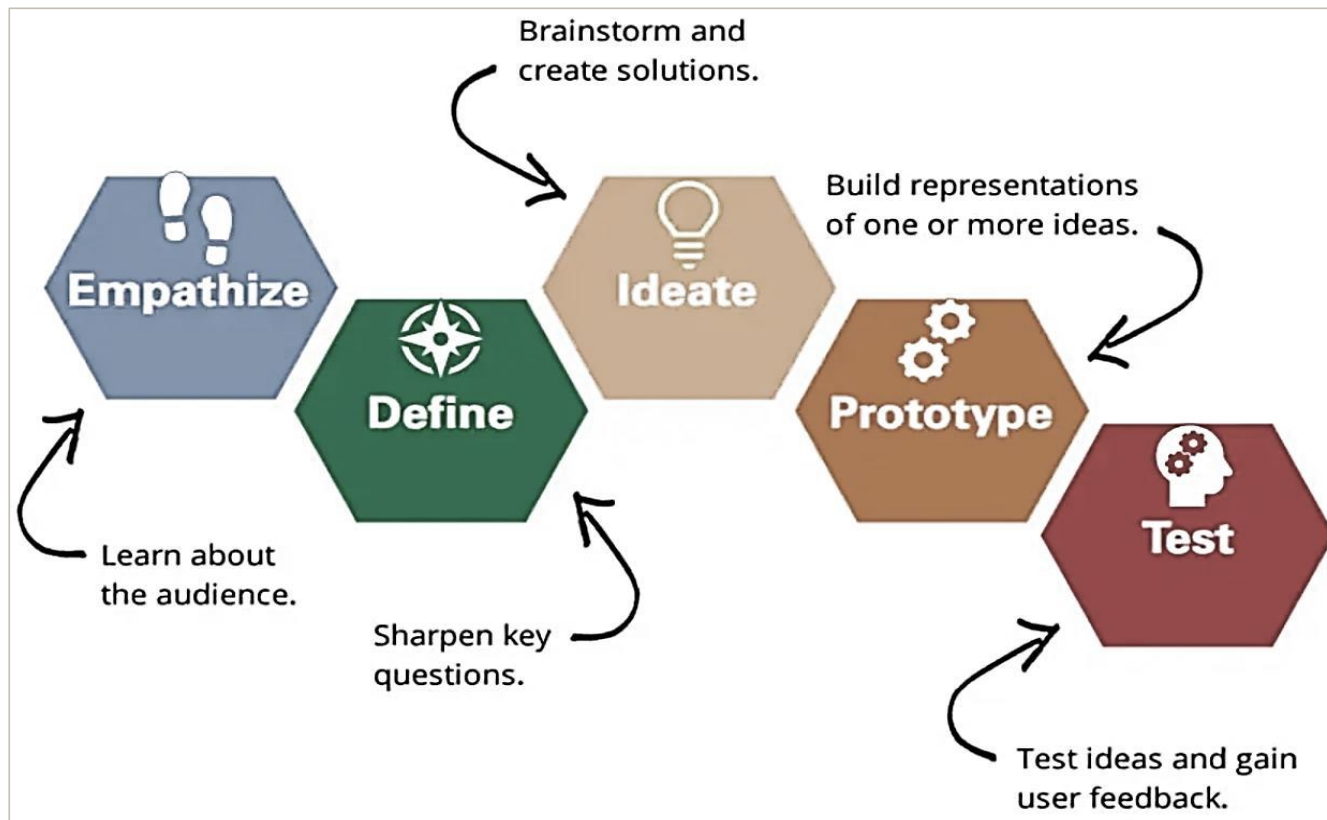 Brainstorm and
create solutions.
Build representations
of one or more ideas.
Empathize
Ideate
Define
Prototype
Test
Learn about
the audience.
Sharpen key
questions.
Test ideas and gain
user feedback.